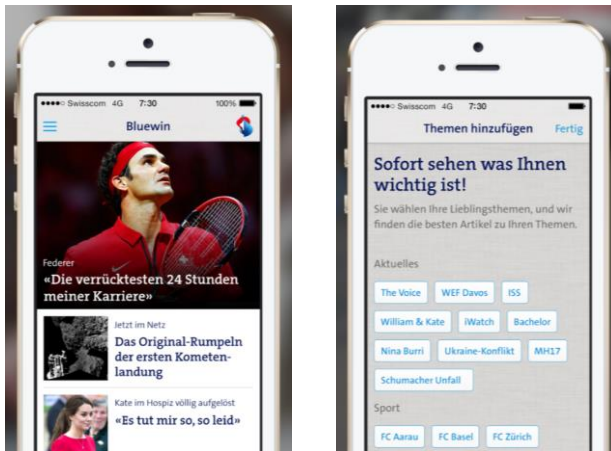 Swisscom 4G 7:30 100%
Bluewin
Federer
«Die verrücktesten 24 Stunden
meiner Karriere»
Jetzt im Netz
Das Original-Rumpeln
der ersten Kometen-
landung
Kate im Hospiz völlig aufgelöst
«Es tut mir so, so leid»
Swisscom 4G 7:30
Themen hinzufügen Fertig
Sofort sehen was Ihnen
wichtig ist!
Sie wählen Ihre Lieblingsthemen, und wir
finden die besten Artikel zu Ihren Themen.
Aktuelles
The Voice WEF Davos ISS
William & Kate iWatch Bachelor
Nina Burri Ukraine-Konflikt MH17
Schumacher Unfall
Sport
FC Aarau FC Basel FC Zürich